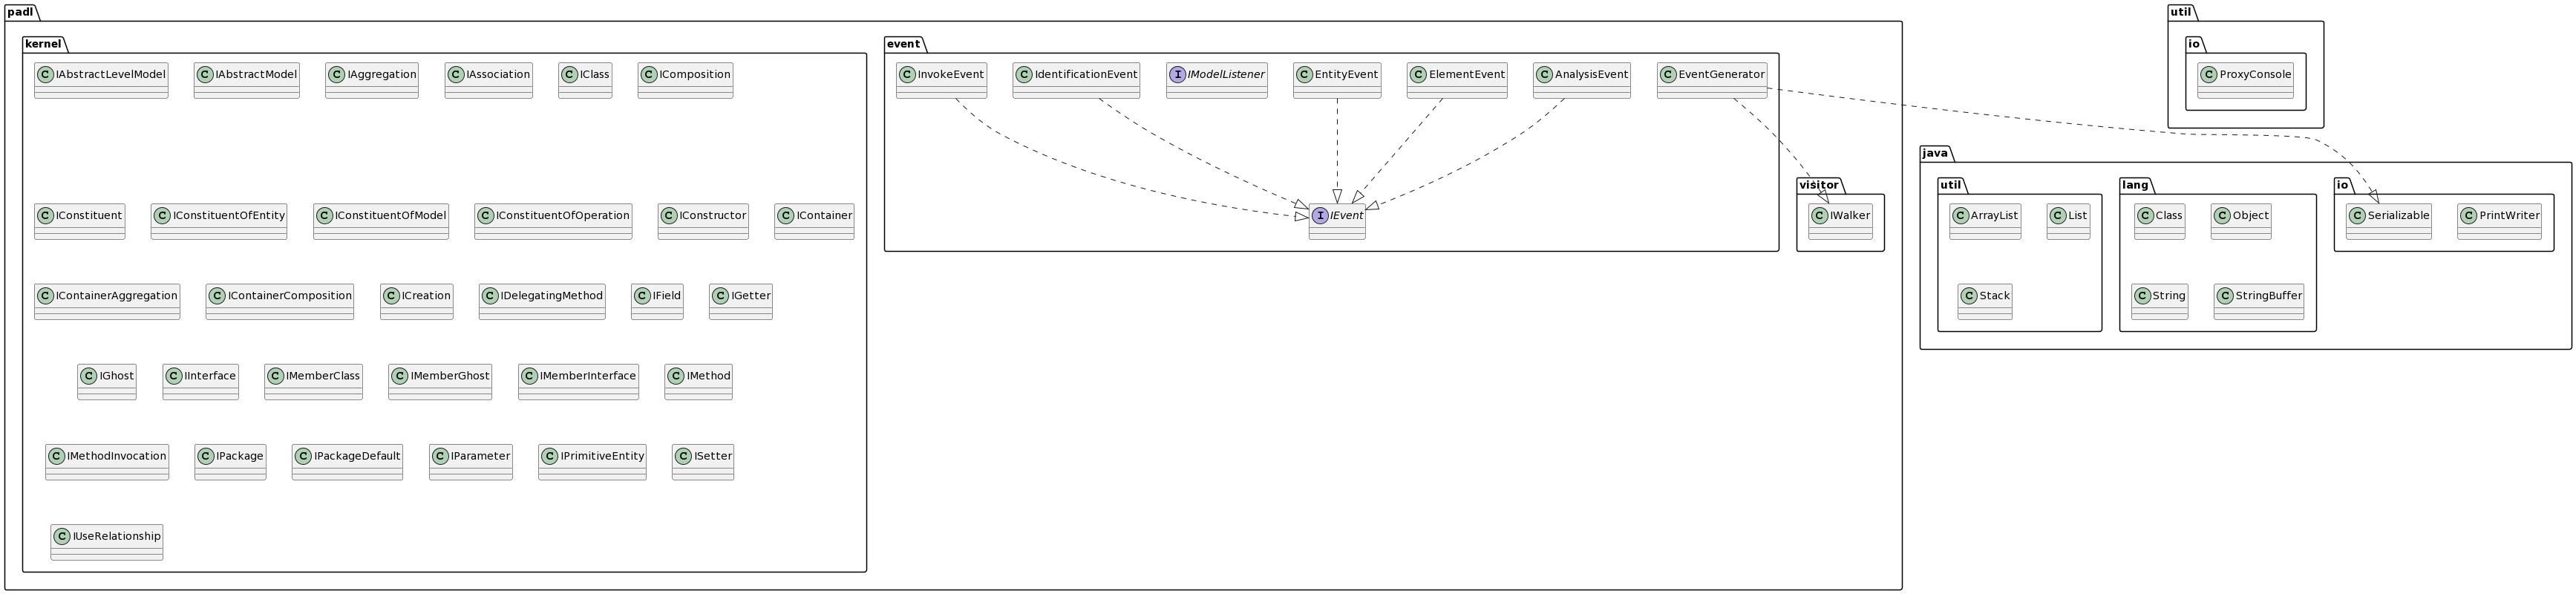 padl
kernel
C IAbstractLevelModel
C IAbstractModel
C IAggregation
C IAssociation
C IClass
C IComposition
C IConstituent
C IConstituentOfEntity
C IConstituentOfModel
C IConstituentOfOperation
C IConstructor
C IContainer
C IContainerAggregation
C IContainerComposition
C ICreation
C IDelegatingMethod
C IField
C IGetter
C IGhost
C IInterface
C IMemberClass
C IMemberGhost
C IMemberInterface
C IMethod
C IMethodInvocation
C IPackage
C IPackageDefault
C IParameter
C IPrimitiveEntity
C ISetter
C IUseRelationship
event
C InvokeEvent
C IdentificationEvent
I IModelListener
C EntityEvent
C ElementEvent
C AnalysisEvent
C EventGenerator
I IEvent
visitor
C IWalker
util
io
C ProxyConsole
java
util
C ArrayList
C List
C Stack
lang
C Class
C Object
C String
C StringBuffer
io
C Serializable
C PrintWriter